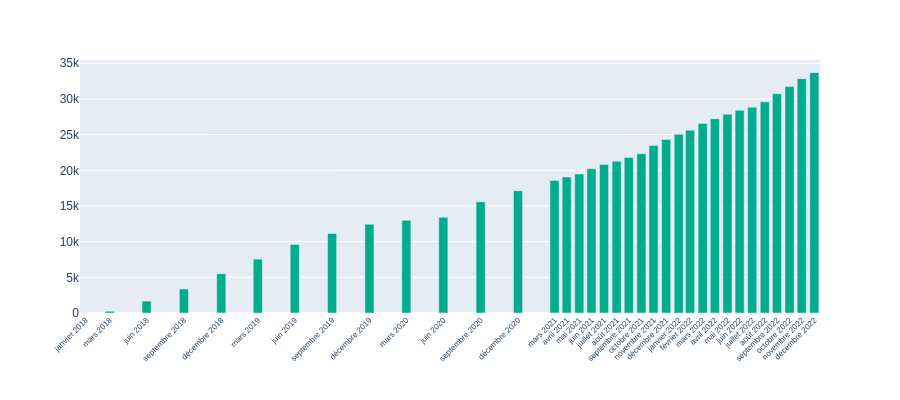 35k
30k
25k
20k
15k
10k
5k
0
janvier 2018
mars 2018
juin 2018
septembre 2018
décembre 2018
mars 2019
juin 2019
septembre 2019
décembre 2019
mars 2020
juin 2020
septembre 2020
décembre 2020
mars 2021
avril 2021
mai 2021
juin 2021
juillet 2021
août 2021
septembre 2021
octobre 2021
novembre 2021
décembre 2021
janvier 2022
février 2022
mars 2022
avril 2022
mai 2022
juin 2022
juillet 2022
août 2022
septembre 2022
octobre 2022
novembre 2022
décembre 2022